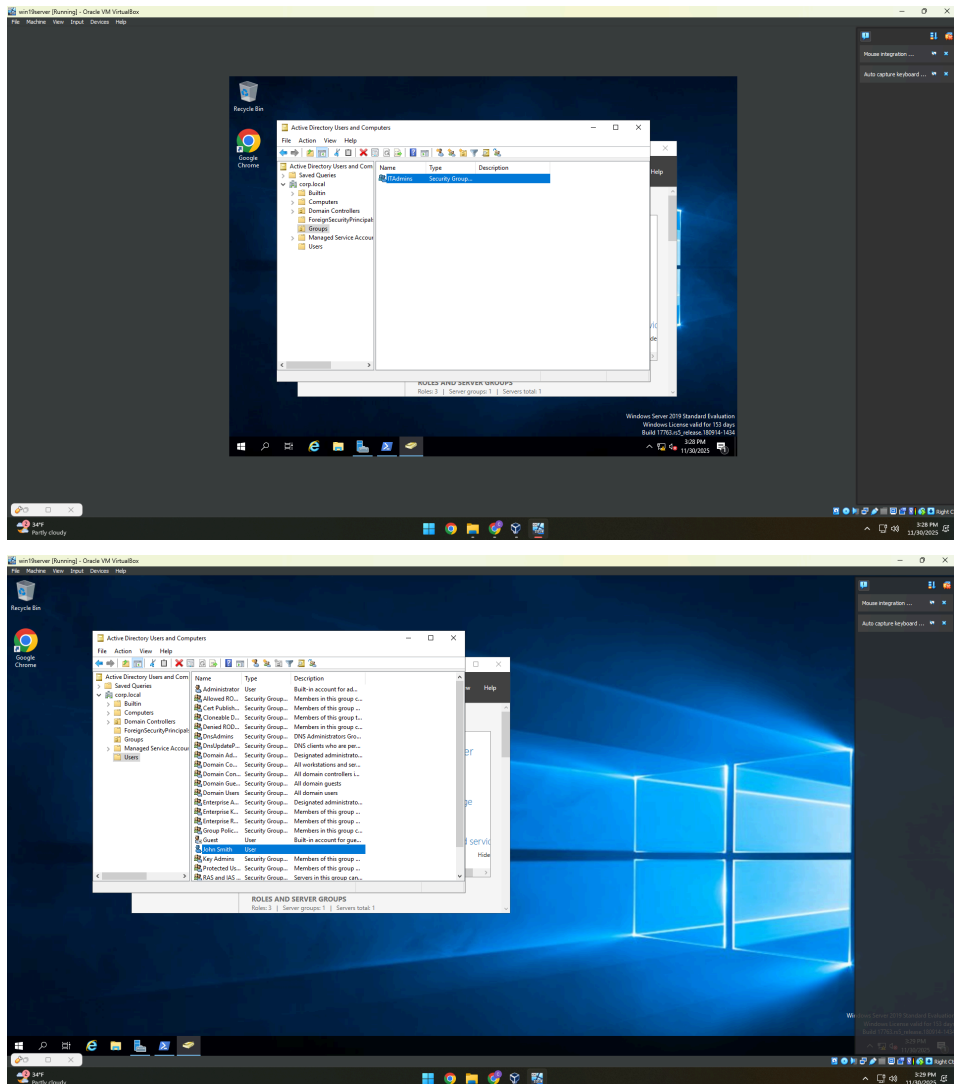 win19server [Running] - Oracle VM VirtualBox
File Machine View Input Devices Help
Mouse integration ...
Auto capture keyboard ...
Recycle Bin
Google
Chrome
Active Directory Users and Computers
File Action View Help
Help
Active Directory Users and Com
Saved Queries
corp.local
Builtin
Computers
Domain Controllers
ForeignSecurityPrincipals
Groups
Managed Service Accour
Users
Name Type Description
ITAdmins Security Group...
Hide
ROLES AND SERVER GROUPS
Roles: 3 | Server groups: 1 | Servers total: 1
Windows Server 2019 Standard Evaluation
Windows License valid for 153 days
Build 17763.rs5_release.180914-1434
3:28 PM
11/30/2025
Right C
34°F
Partly cloudy
3:28 PM
11/30/2025
win19server [Running] - Oracle VM VirtualBox
File Machine View Input Devices Help
Mouse integration ...
Auto capture keyboard ...
Recycle Bin
Google
Chrome
Active Directory Users and Computers
File Action View Help
Help
Active Directory Users and Com
Saved Queries
corp.local
Builtin
Computers
Domain Controllers
ForeignSecurityPrincipals
Groups
Managed Service Accour
Users
Name Type Description
Administrator User Built-in account for ad...
Allowed RO... Security Group... Members in this group c...
Cert Publish... Security Group... Members of this group ...
Cloneable D... Security Group... Members of this group t...
Denied ROD... Security Group... Members in this group c...
DnsAdmins Security Group... DNS Administrators Gro...
DnsUpdateP... Security Group... DNS clients who are per...
Domain Ad... Security Group... Designated administrato...
Domain Co... Security Group... All workstations and ser...
Domain Con... Security Group... All domain controllers i...
Domain Gue... Security Group... All domain guests
Domain Users Security Group... All domain users
Enterprise A... Security Group... Designated administrato...
Enterprise K... Security Group... Members of this group ...
Enterprise R... Security Group... Members of this group ...
Group Polic... Security Group... Members in this group c...
Guest User Built-in account for gue...
John Smith User
Key Admins Security Group... Members of this group ...
Protected Us... Security Group... Members of this group ...
RAS and IAS ... Security Group... Servers in this group can...
Hide
ROLES AND SERVER GROUPS
Roles: 3 | Server groups: 1 | Servers total: 1
Right Ct
34°F
Partly cloudy
3:29 PM
11/30/2025